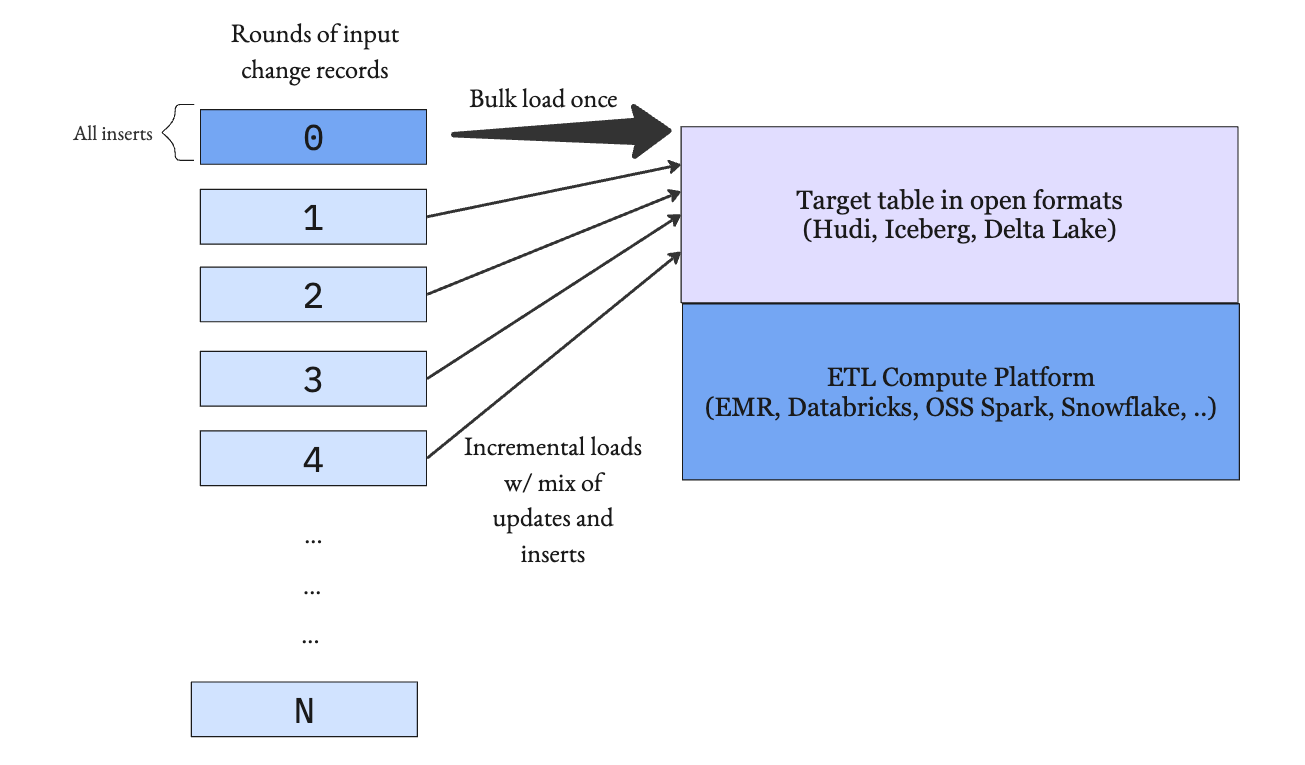 Rounds of input
change records
All inserts
0
Bulk load once
1
2
3
4
...
...
...
N
Incremental loads
w/ mix of
updates and
inserts
Target table in open formats
(Hudi, Iceberg, Delta Lake)
ETL Compute Platform
(EMR, Databricks, OSS Spark, Snowflake, ..)